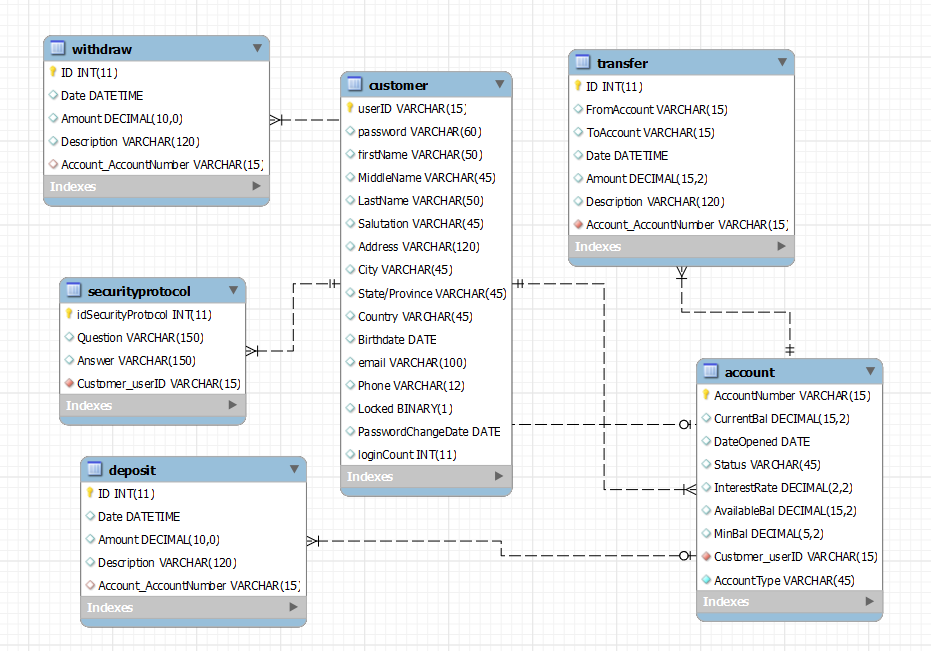 withdraw
ID INT(11)
Date DATETIME
Amount DECIMAL(10,0)
Description VARCHAR(120)
Account_AccountNumber VARCHAR(15)
Indexes
customer
userID VARCHAR(15)
password VARCHAR(60)
firstName VARCHAR(50)
MiddleName VARCHAR(45)
LastName VARCHAR(50)
Salutation VARCHAR(45)
Address VARCHAR(120)
City VARCHAR(45)
State/Province VARCHAR(45)
Country VARCHAR(45)
Birthdate DATE
email VARCHAR(100)
Phone VARCHAR(12)
Locked BINARY(1)
PasswordChangeDate DATE
loginCount INT(11)
Indexes
transfer
ID INT(11)
FromAccount VARCHAR(15)
ToAccount VARCHAR(15)
Date DATETIME
Amount DECIMAL(15,2)
Description VARCHAR(120)
Account_AccountNumber VARCHAR(15)
Indexes
securityprotocol
idSecurityProtocol INT(11)
Question VARCHAR(150)
Answer VARCHAR(150)
Customer_userID VARCHAR(15)
Indexes
account
AccountNumber VARCHAR(15)
CurrentBal DECIMAL(15,2)
DateOpened DATE
Status VARCHAR(45)
InterestRate DECIMAL(2,2)
AvailableBal DECIMAL(15,2)
MinBal DECIMAL(5,2)
Customer_userID VARCHAR(15)
AccountType VARCHAR(45)
Indexes
deposit
ID INT(11)
Date DATETIME
Amount DECIMAL(10,0)
Description VARCHAR(120)
Account_AccountNumber VARCHAR(15)
Indexes